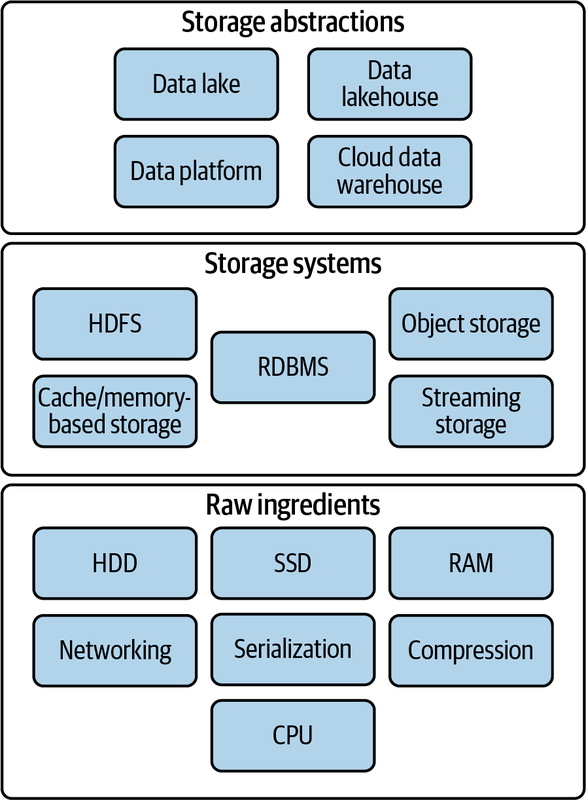 Storage abstractions
Data lake
Data
lakehouse
Data platform
Cloud data
warehouse
Storage systems
HDFS
Object storage
RDBMS
Cache/memory-
based storage
Streaming
storage
Raw ingredients
HDD
SSD
RAM
Networking
Serialization
Compression
CPU